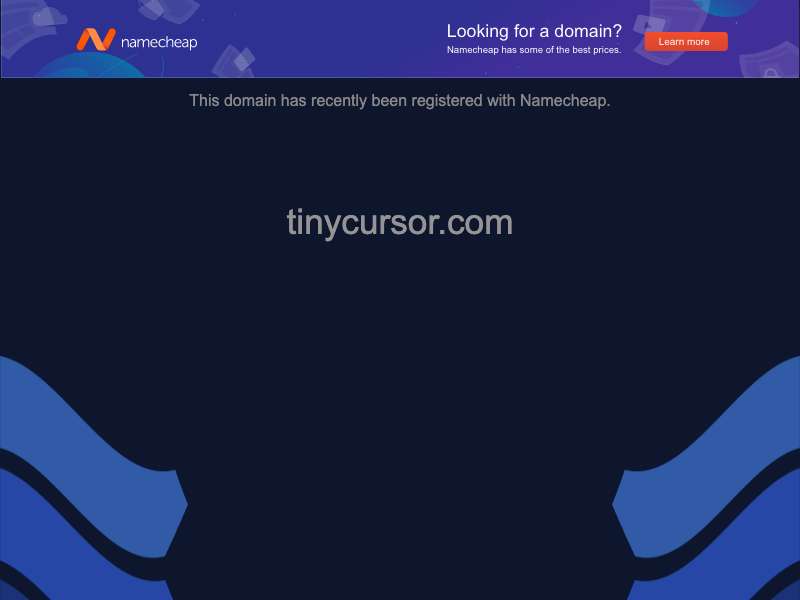 namecheap
Looking for a domain?
Namecheap has some of the best prices.
Learn more
This domain has recently been registered with Namecheap.
tinycursor.com